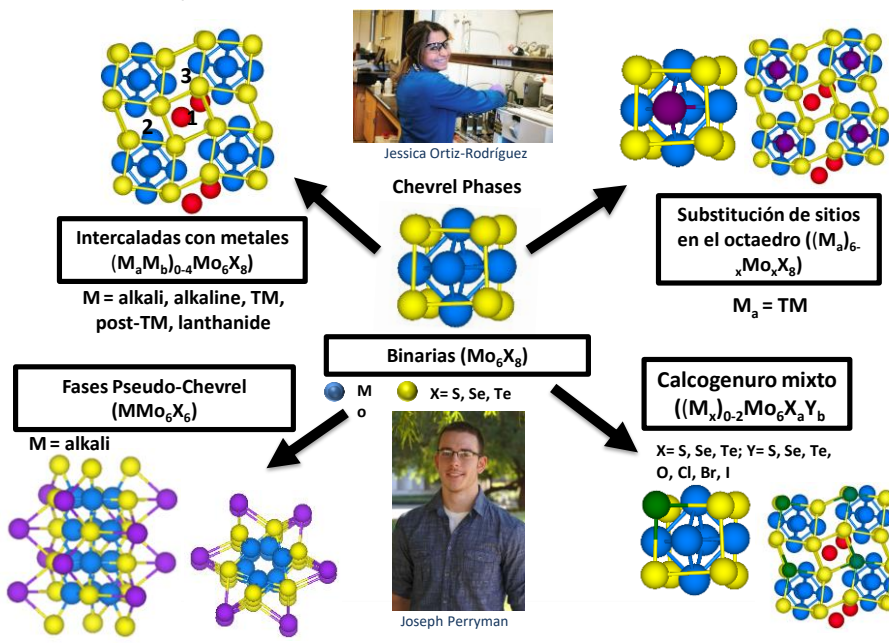 3
1
2
Jessica Ortiz-Rodríguez
Chevrel Phases
Intercaladas con metales
(MₐM_b)₀₋₄Mo₆X₈)
M = alkali, alkaline, TM,
post-TM, lanthanide
Substitución de sitios
en el octaedro ((Mₐ)₆₋
ₓMoₓX₈)
Mₐ = TM
Binarias (Mo₆X₈)
M
o
X= S, Se, Te
Fases Pseudo-Chevrel
(MMo₆X₆)
M = alkali
Calcogenuro mixto
((Mₓ)₀₋₂Mo₆XₐY_b
X= S, Se, Te; Y= S, Se, Te,
O, Cl, Br, I
Joseph Perryman